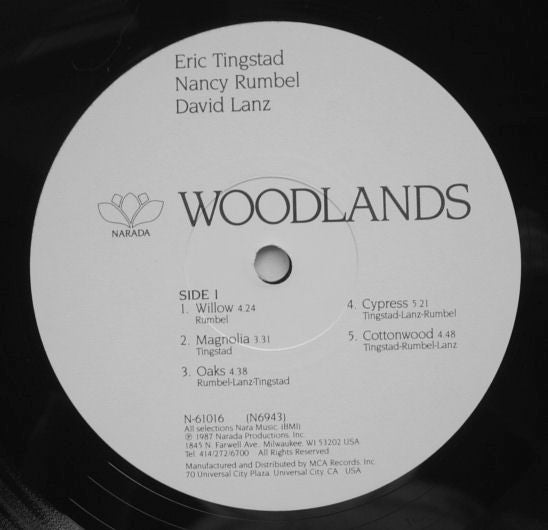 Eric Tingstad
Nancy Rumbel
David Lanz
NARADA
WOODLANDS
SIDE 1
1. Willow 4.24
Rumbel
2. Magnolia 3.31
Tingstad
3. Oaks 4.38
Rumbel-Lanz-Tingstad
4. Cypress 5.21
Tingstad-Lanz-Rumbel
5. Cottonwood 4.48
Tingstad-Rumbel-Lanz
N-61016 (N6943)
All selections Nara Music. (BMI)
℗ 1987 Narada Productions, Inc.
1845 N. Farwell Ave., Milwaukee, WI 53202 USA
Tel. 414/272/6700 All Rights Reserved
Manufactured and Distributed by MCA Records, Inc.
70 Universal City Plaza, Universal City, CA USA